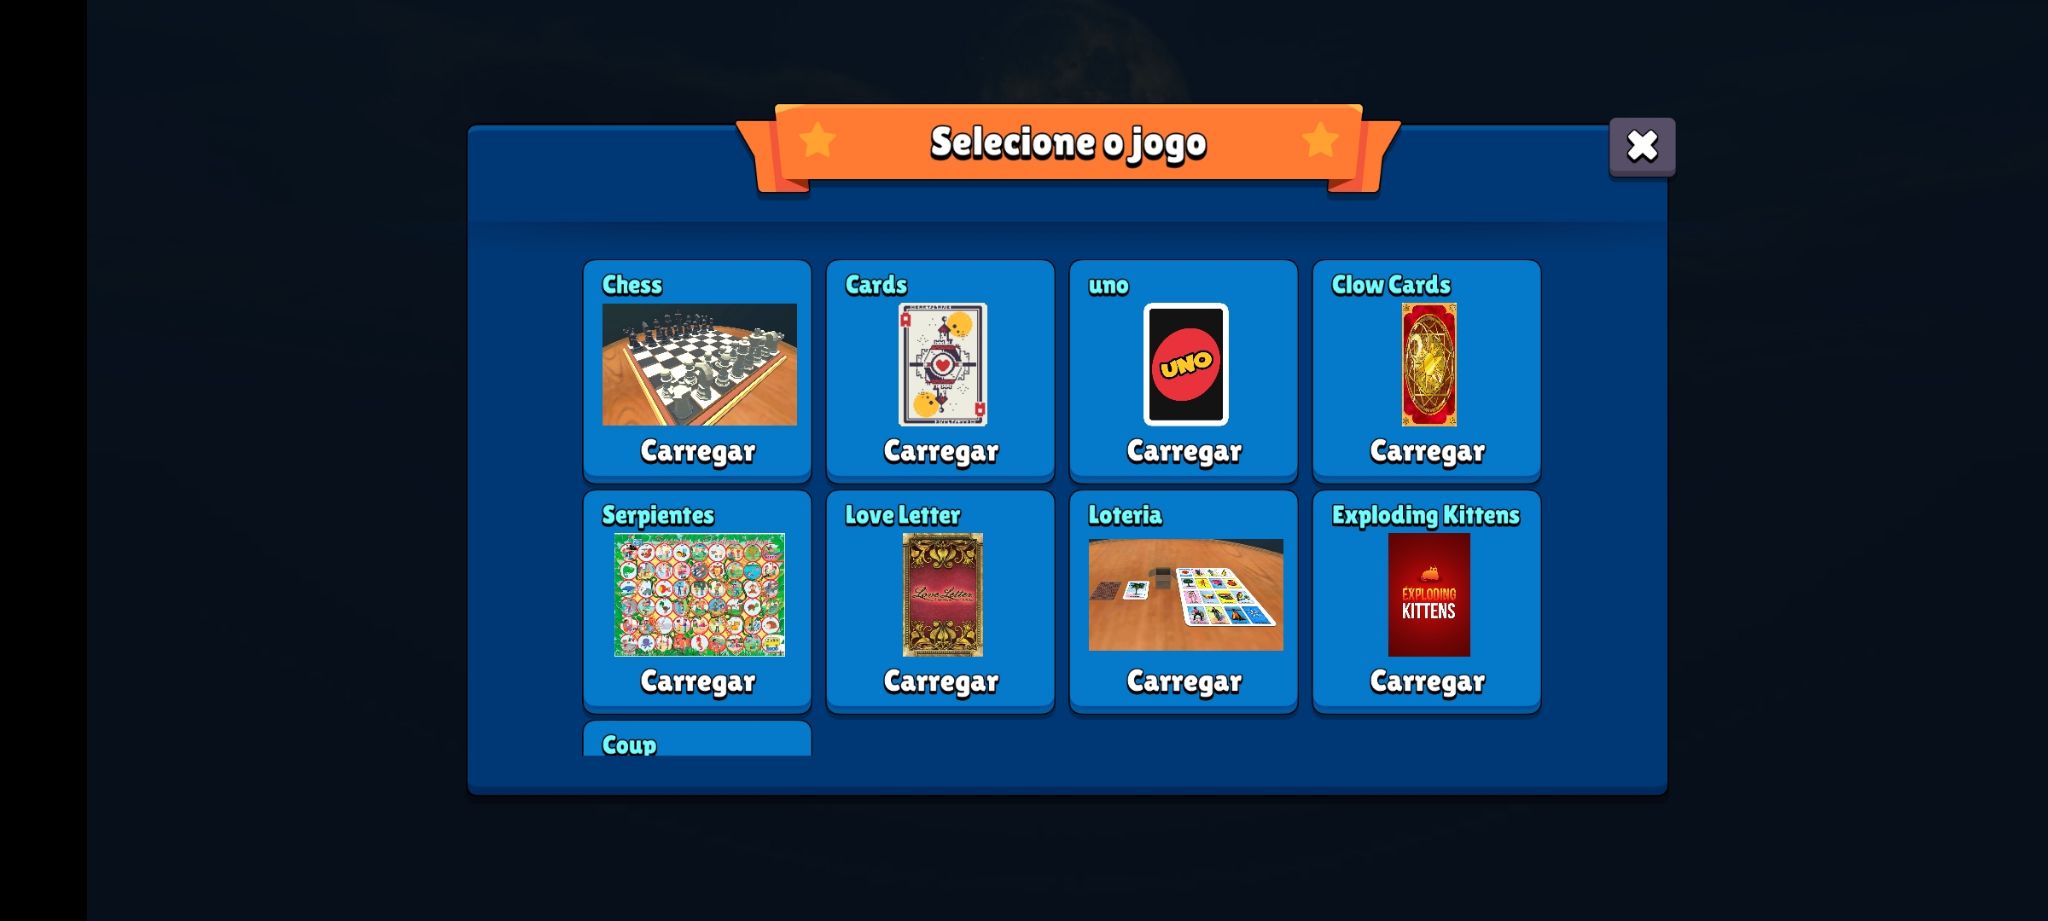 Selecione o jogo
Chess
Carregar
Cards
Carregar
uno
UNO
Carregar
Clow Cards
Carregar
Serpientes
Carregar
Love Letter
Love Letter
Carregar
Loteria
Carregar
Exploding Kittens
EXPLODING
KITTENS
Carregar
Coup